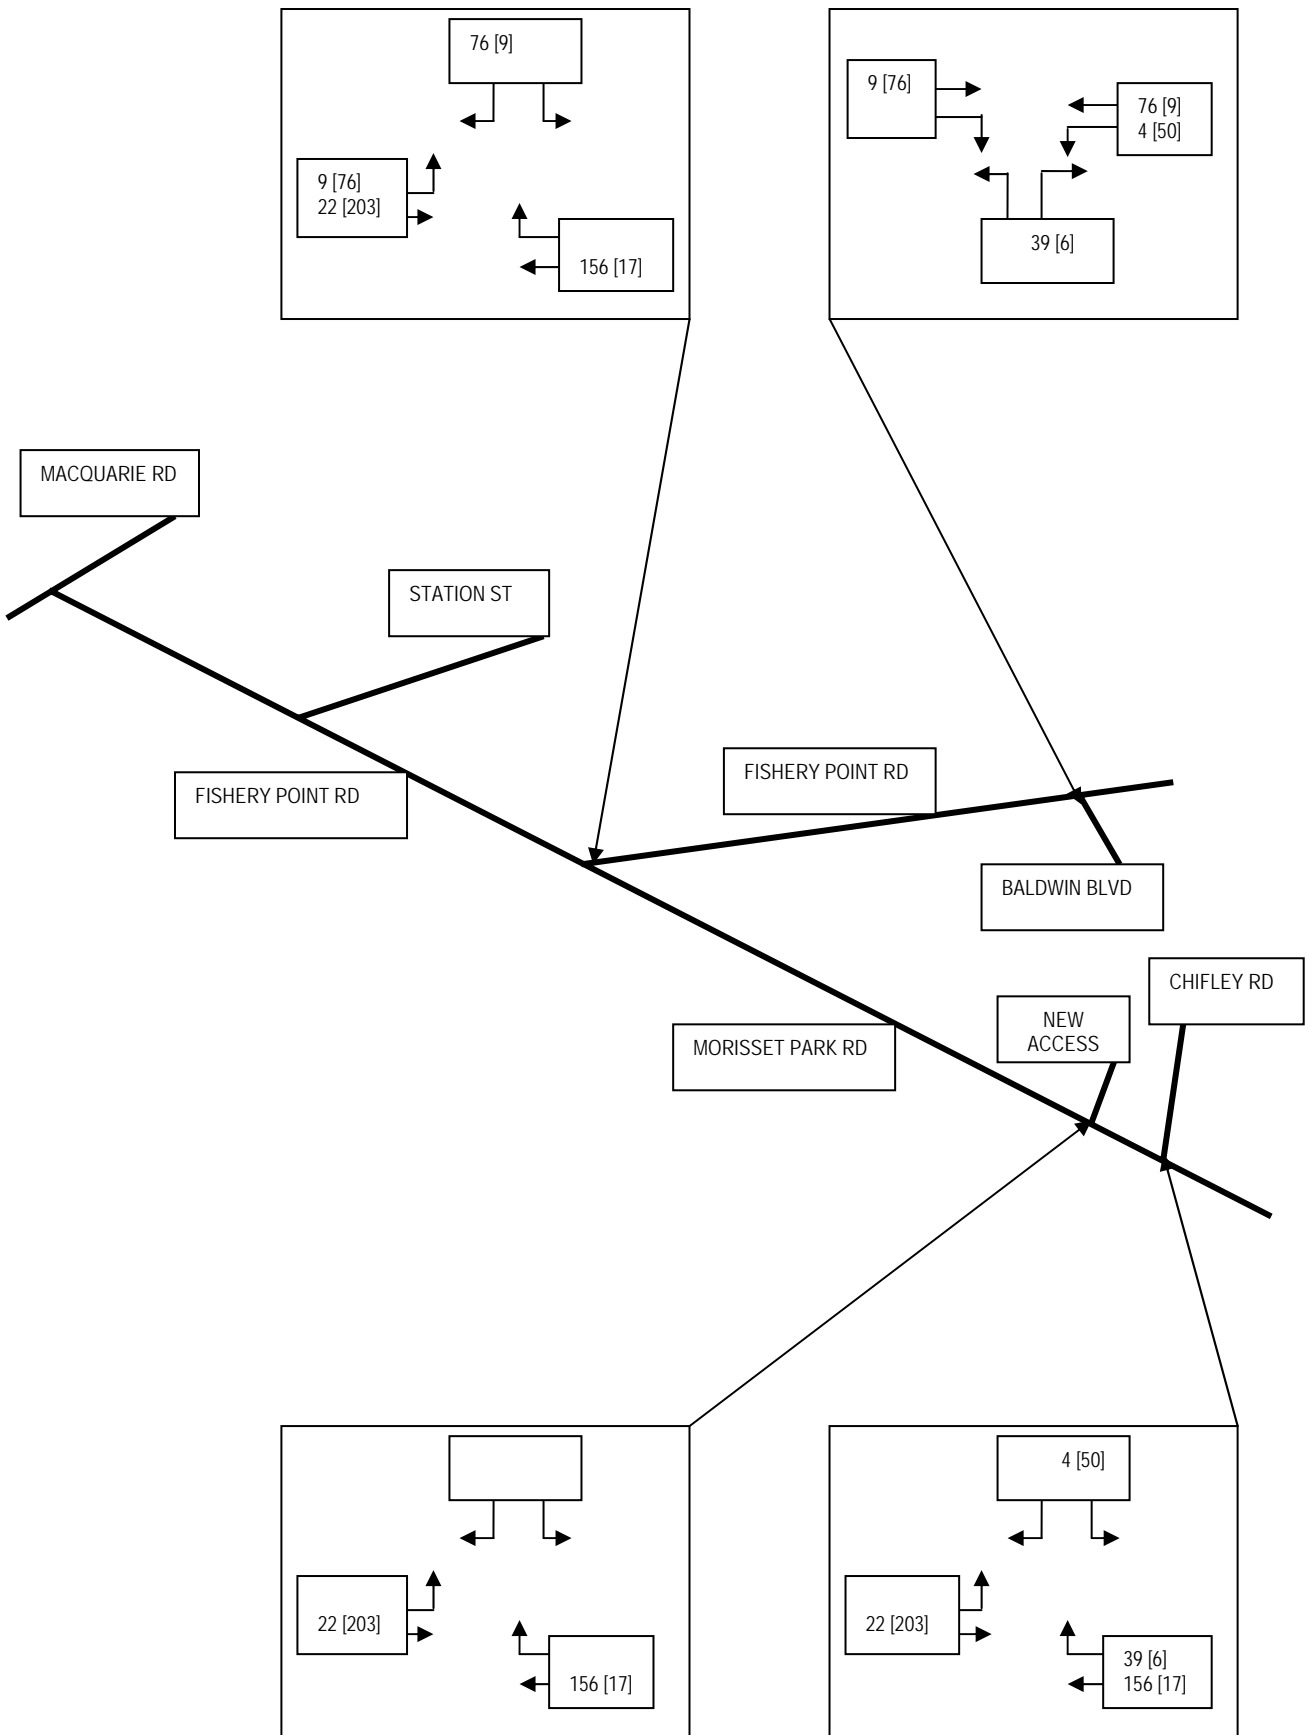 76 [9]
9 [76]
22 [203]
156 [17]
9 [76]
76 [9]
4 [50]
39 [6]
MACQUARIE RD
STATION ST
FISHERY POINT RD
FISHERY POINT RD
BALDWIN BLVD
CHIFLEY RD
NEW
ACCESS
MORISSET PARK RD
22 [203]
156 [17]
4 [50]
22 [203]
39 [6]
156 [17]